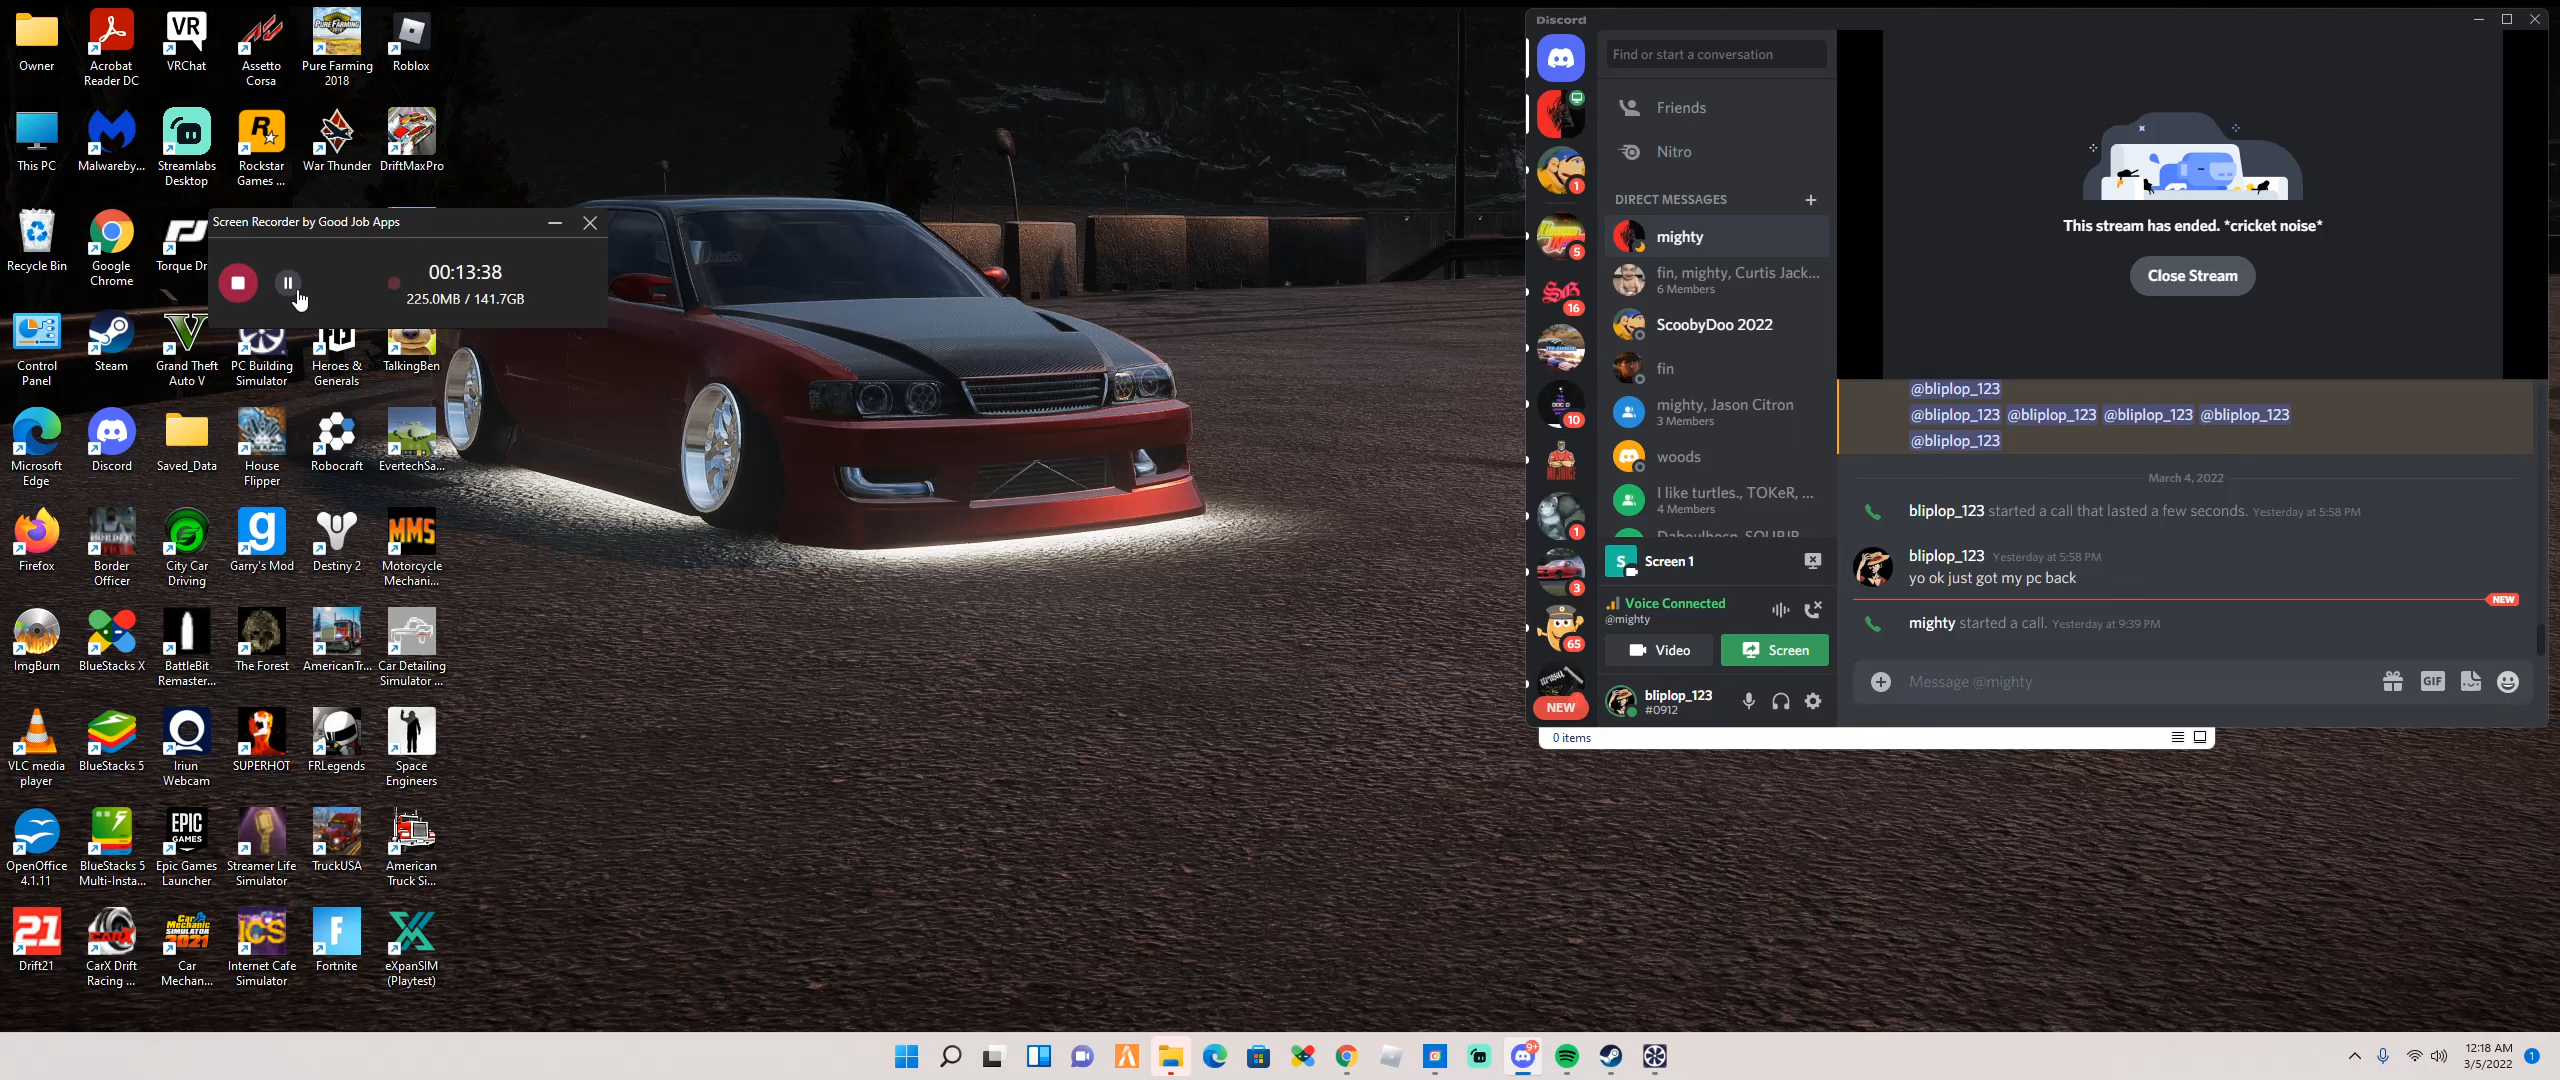 Owner
Acrobat
Reader DC
VRChat
Assetto
Corsa
Pure Farming
2018
Roblox
This PC
Malwareby...
Streamlabs
Desktop
Rockstar
Games ...
War Thunder
DriftMaxPro
Recycle Bin
Google
Chrome
Torque Dr
Screen Recorder by Good Job Apps
00:13:38
225.0MB / 141.7GB
Control
Panel
Steam
Grand Theft
Auto V
PC Building
Simulator
Heroes &
Generals
TalkingBen
Microsoft
Edge
Discord
Saved_Data
House
Flipper
Robocraft
EvertechSa...
Firefox
Border
Officer
City Car
Driving
Garry's Mod
Destiny 2
Motorcycle
Mechani...
ImgBurn
BlueStacks X
BattleBit
Remaster...
The Forest
AmericanTr...
Car Detailing
Simulator ...
VLC media
player
BlueStacks 5
Iriun
Webcam
SUPERHOT
FRLegends
Space
Engineers
OpenOffice
4.1.11
BlueStacks 5
Multi-Insta...
Epic Games
Launcher
Streamer Life
Simulator
TruckUSA
American
Truck Si...
Drift21
CarX Drift
Racing ...
Car
Mechan...
Internet Cafe
Simulator
Fortnite
eXpanSIM
(Playtest)
Discord
Find or start a conversation
Friends
Nitro
DIRECT MESSAGES
mighty
fin, mighty, Curtis Jack...
6 Members
ScoobyDoo 2022
fin
mighty, Jason Citron
3 Members
woods
I like turtles., TOKeR, ...
4 Members
Screen 1
Voice Connected
@mighty
Video
Screen
bliplop_123
#0912
1
5
16
10
1
3
65
NEW
This stream has ended. *cricket noise*
Close Stream
@bliplop_123
@bliplop_123 @bliplop_123 @bliplop_123 @bliplop_123
@bliplop_123
March 4, 2022
bliplop_123 started a call that lasted a few seconds. Yesterday at 5:58 PM
bliplop_123 Yesterday at 5:58 PM
yo ok just got my pc back
NEW
mighty started a call. Yesterday at 9:39 PM
Message @mighty
GIF
0 items
9+
12:18 AM
3/5/2022
1